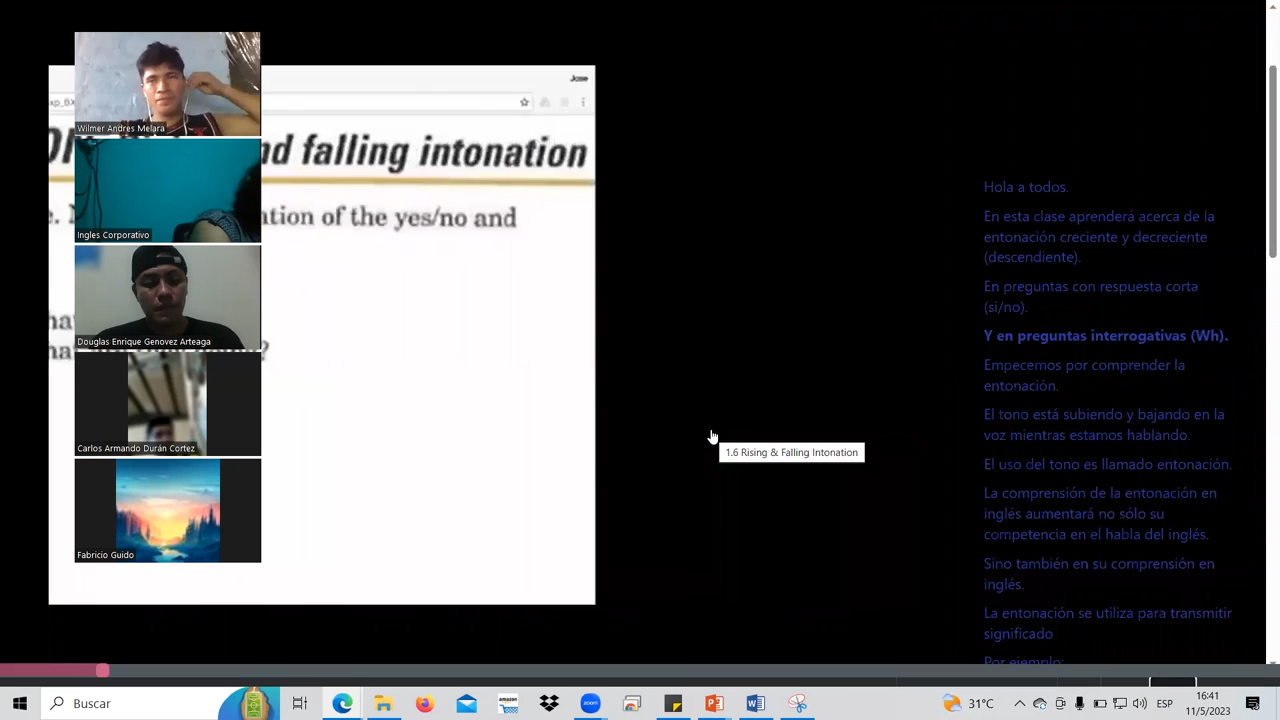 Wilmer Andres Melara
Ingles Corporativo
Douglas Enrique Genovez Arteaga
Carlos Armando Durán Cortez
Fabricio Guido
Jose
nd falling intonation
tion of the yes/no and
?
1.6 Rising & Falling Intonation
Hola a todos.
En esta clase aprenderá acerca de la
entonación creciente y decreciente
(descendiente).
En preguntas con respuesta corta
(si/no).
Y en preguntas interrogativas (Wh).
Empecemos por comprender la
entonación.
El tono está subiendo y bajando en la
voz mientras estamos hablando.
El uso del tono es llamado entonación.
La comprensión de la entonación en
inglés aumentará no sólo su
competencia en el habla del inglés.
Sino también en su comprensión en
inglés.
La entonación se utiliza para transmitir
significado
Por ejemplo:
Buscar
amazon
zoom
31°C
ESP
16:41
11/5/2023